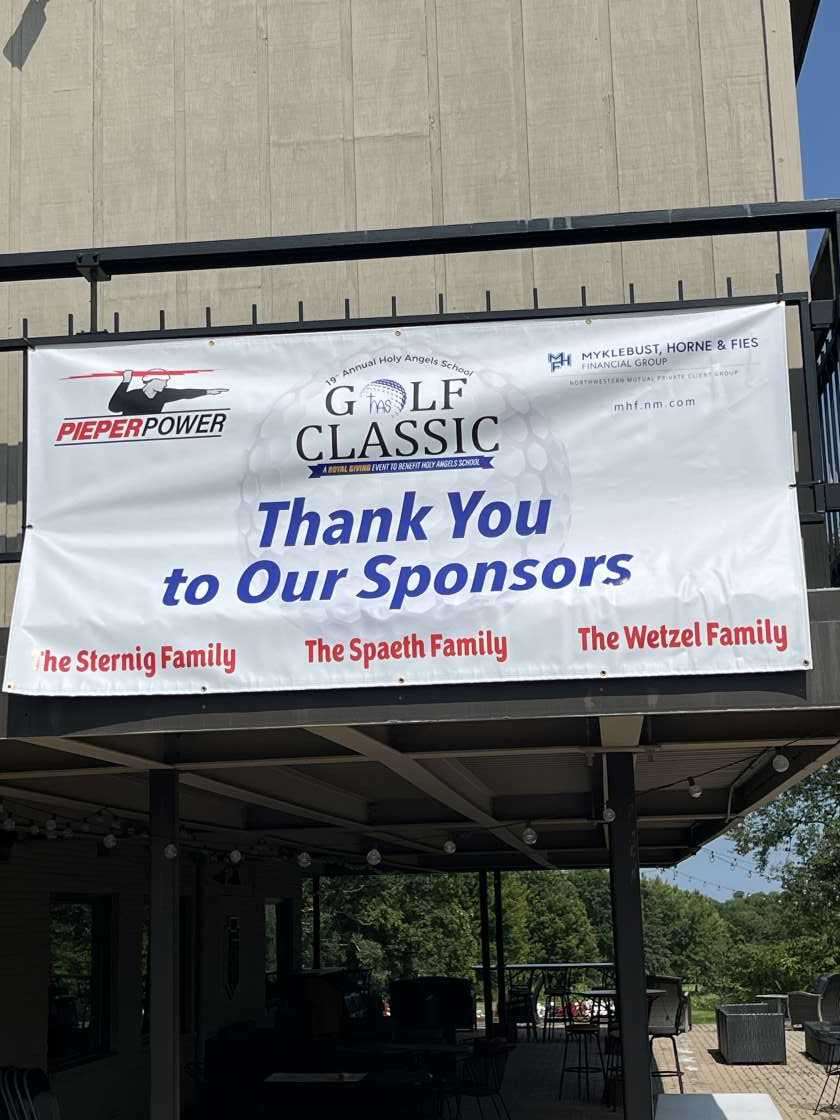 PIEPERPOWER
19th Annual Holy Angels School
GOLF
HAS
CLASSIC
A ROYAL GIVING EVENT TO BENEFIT HOLY ANGELS SCHOOL
MHF
MYKLEBUST, HORNE & FIES
FINANCIAL GROUP
NORTHWESTERN MUTUAL PRIVATE CLIENT GROUP
mhf.nm.com
Thank You
to Our Sponsors
The Sternig Family
The Spaeth Family
The Wetzel Family